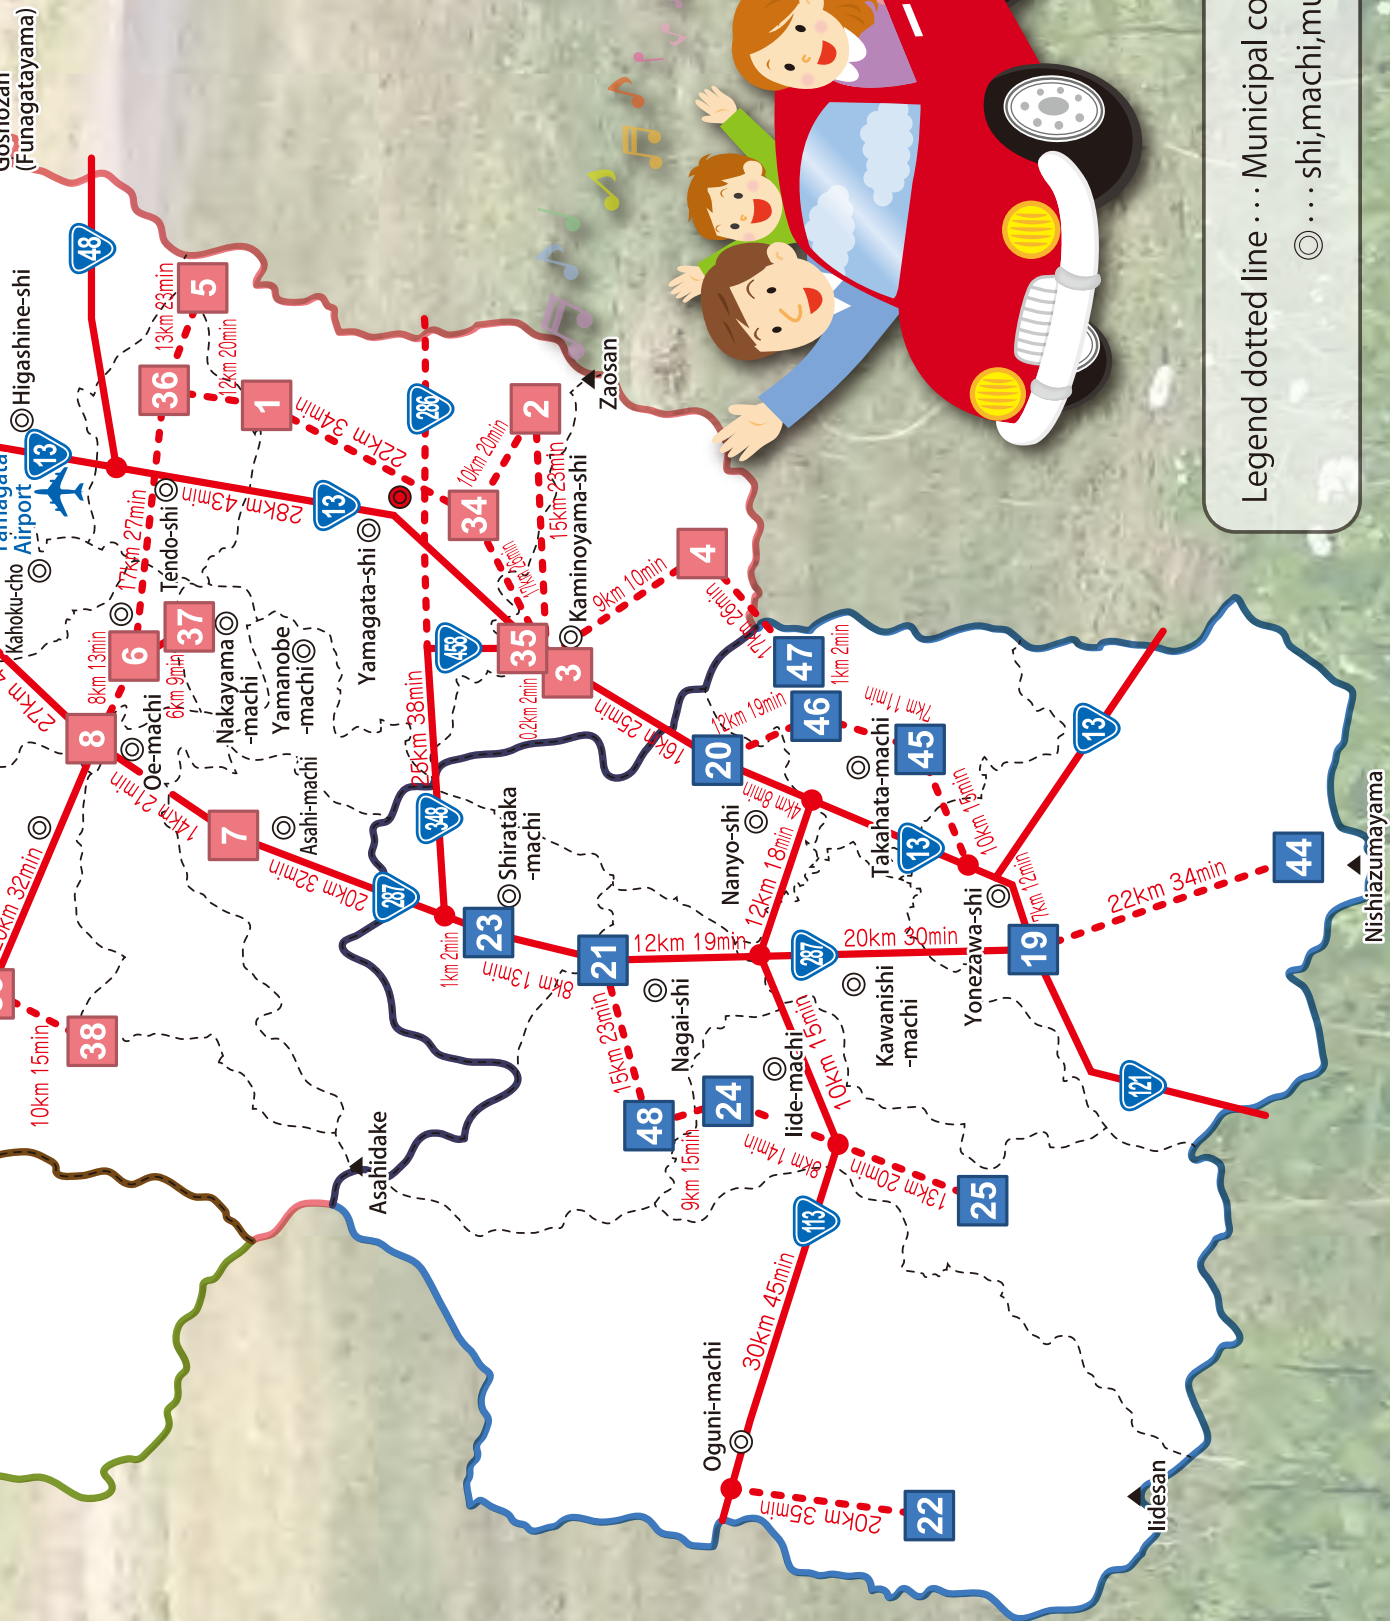 (Funagatayama)
48
Higashine-shi
13
Airport
Kahoku-cho
13km 23min
5
36
12km 20min
1
22km 34min
286
2
Zaosan
10km 20min
34
15km 23min
Kaminoyama-shi
28km 43min
13
Tendo-shi
17km 27min
Yamagata-shi
6
37
8km 13min
6km 9min
Nakayama
-machi
Yamanobe
-machi
458
35
3
0.2km 2min
9km 10min
4
17km 26min
47
1km 2min
46
12km 19min
7km 11min
45
16km 25min
20
8
Oe-machi
14km 21min
7
Asahi-machi
20km 32min
287
25km 38min
348
Shirataka
-machi
23
1km 2min
8km 13min
21
12km 19min
Nanyo-shi
4km 8min
12km 18min
Takahata-machi
13
10km 15min
13
Yonezawa-shi
7km 12min
19
22km 34min
44
Nishiazumayama
20km 30min
287
Kawanishi
-machi
Nagai-shi
15km 23min
48
24
9km 15min
8km 14min
Iide-machi
10km 15min
13km 20min
25
121
113
30km 45min
Oguni-machi
20km 35min
22
Iidesan
Asahidake
38
10km 15min
Legend dotted line ··· Municipal
◎ ··· shi,machi,